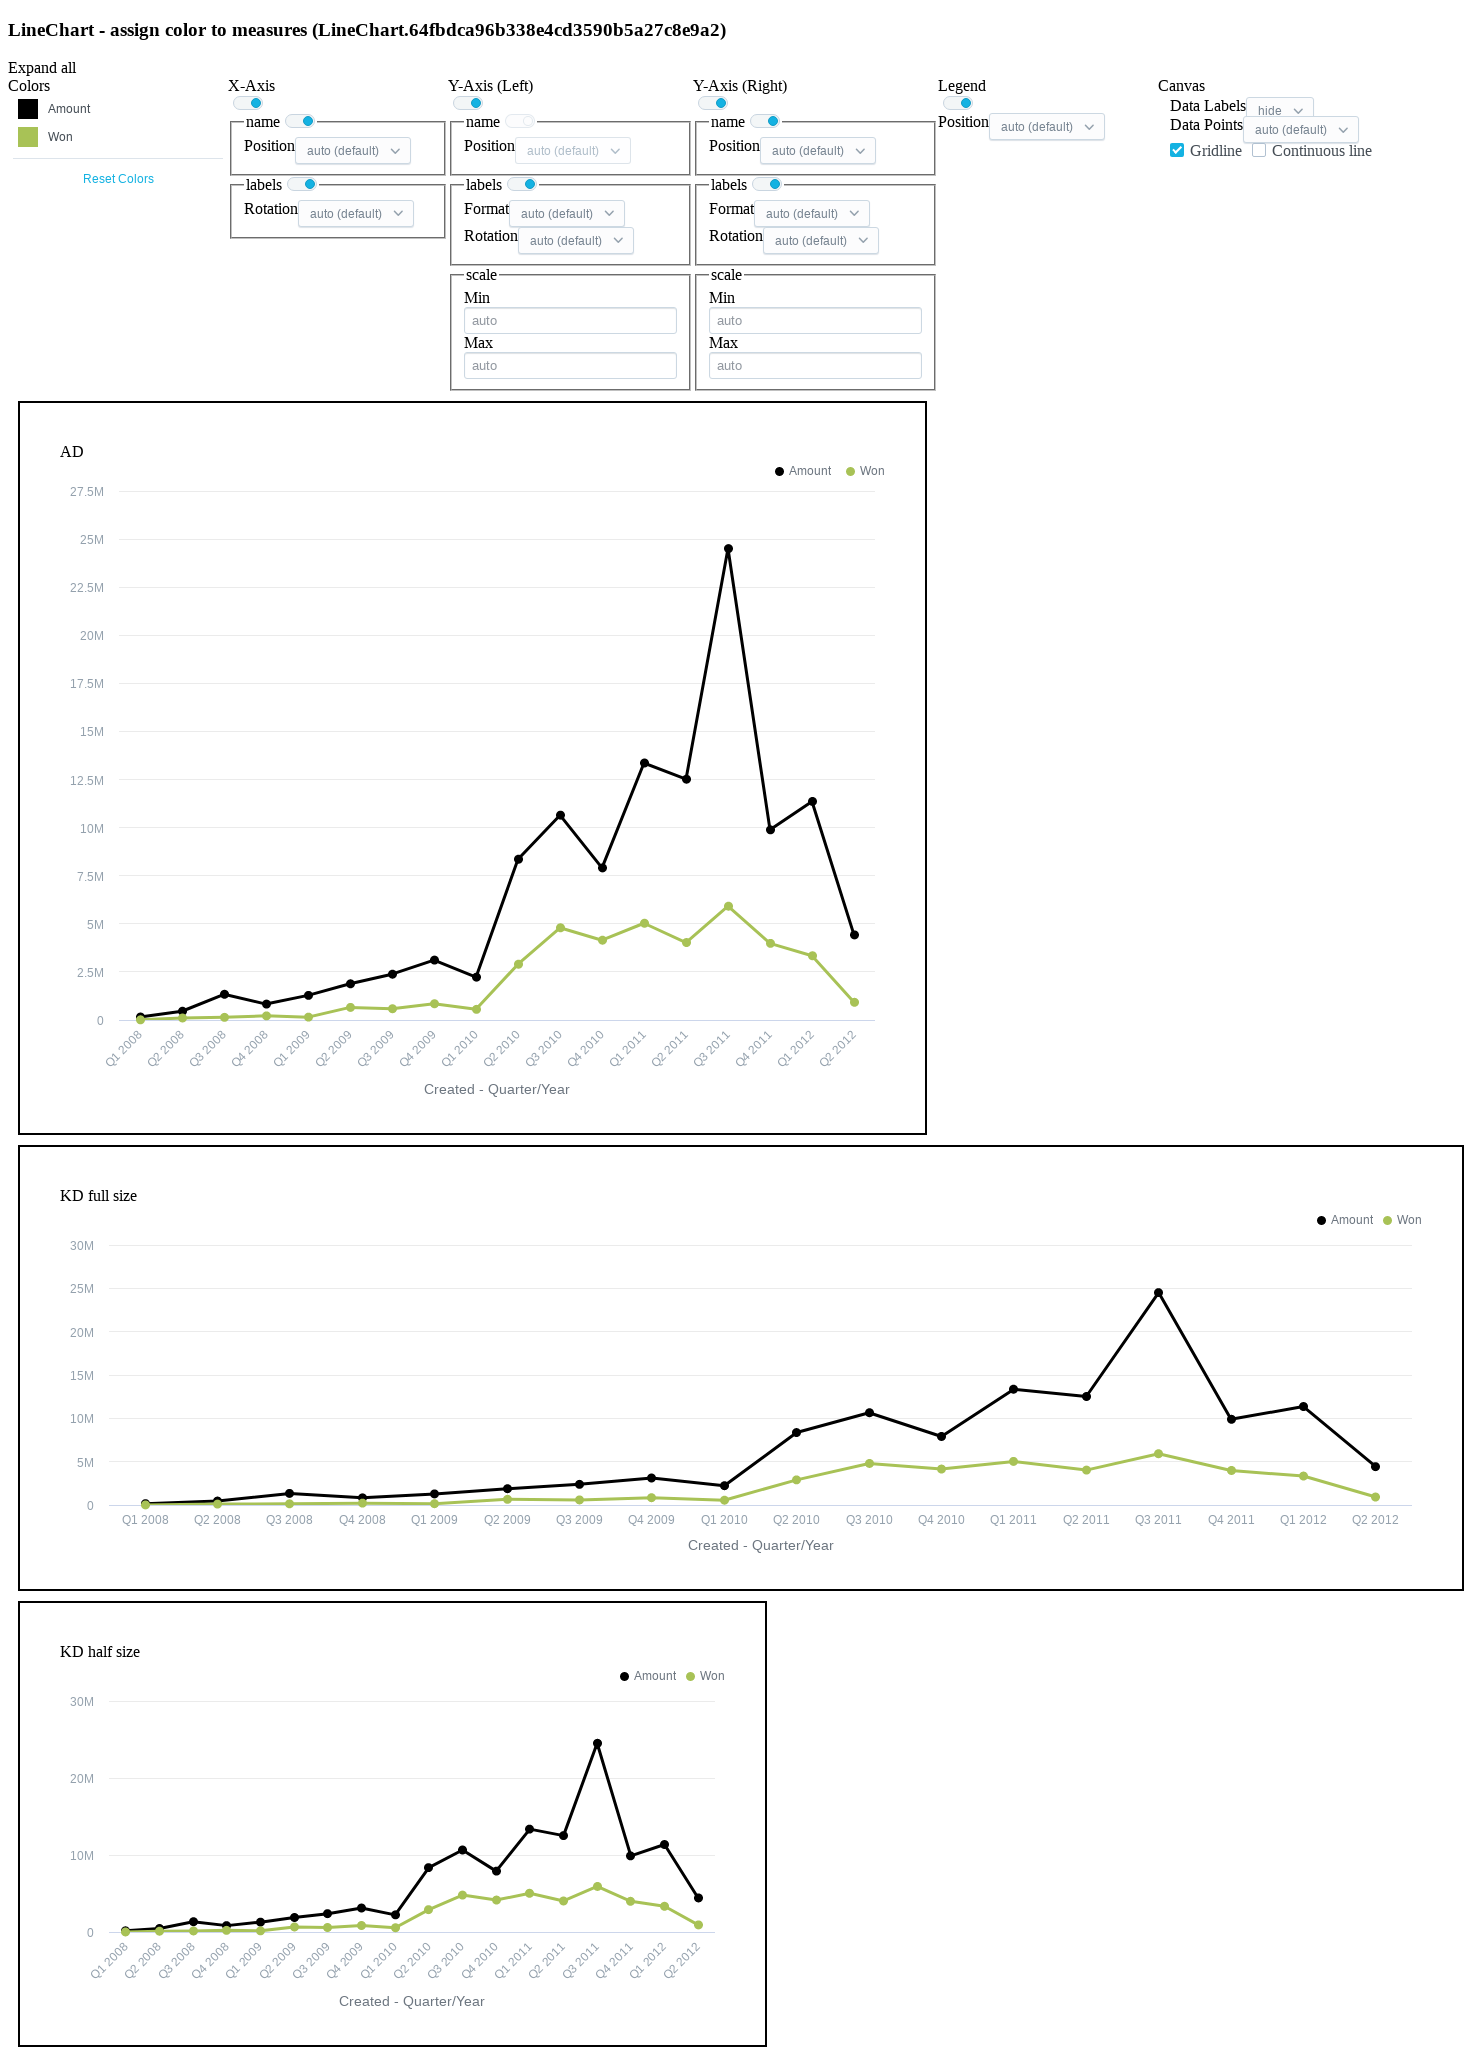 LineChart - assign color to measures (LineChart.64fbdca96b338e4cd3590b5a27c8e9a2)
Expand all
Colors
Amount
Won
Reset Colors
X-Axis
name
Position auto (default)
labels
Rotation auto (default)
Y-Axis (Left)
name
Position auto (default)
labels
Format auto (default)
Rotation auto (default)
scale
Min
auto
Max
auto
Y-Axis (Right)
name
Position auto (default)
labels
Format auto (default)
Rotation auto (default)
scale
Min
auto
Max
auto
Legend
Position auto (default)
Canvas
Data Labels hide
Data Points auto (default)
Gridline Continuous line
AD
Amount Won
27.5M
25M
22.5M
20M
17.5M
15M
12.5M
10M
7.5M
5M
2.5M
0
Q1 2008 Q2 2008 Q3 2008 Q4 2008 Q1 2009 Q2 2009 Q3 2009 Q4 2009 Q1 2010 Q2 2010 Q3 2010 Q4 2010 Q1 2011 Q2 2011 Q3 2011 Q4 2011 Q1 2012 Q2 2012
Created - Quarter/Year
KD full size
Amount Won
30M
25M
20M
15M
10M
5M
0
Q1 2008 Q2 2008 Q3 2008 Q4 2008 Q1 2009 Q2 2009 Q3 2009 Q4 2009 Q1 2010 Q2 2010 Q3 2010 Q4 2010 Q1 2011 Q2 2011 Q3 2011 Q4 2011 Q1 2012 Q2 2012
Created - Quarter/Year
KD half size
Amount Won
30M
20M
10M
0
Q1 2008 Q2 2008 Q3 2008 Q4 2008 Q1 2009 Q2 2009 Q3 2009 Q4 2009 Q1 2010 Q2 2010 Q3 2010 Q4 2010 Q1 2011 Q2 2011 Q3 2011 Q4 2011 Q1 2012 Q2 2012
Created - Quarter/Year